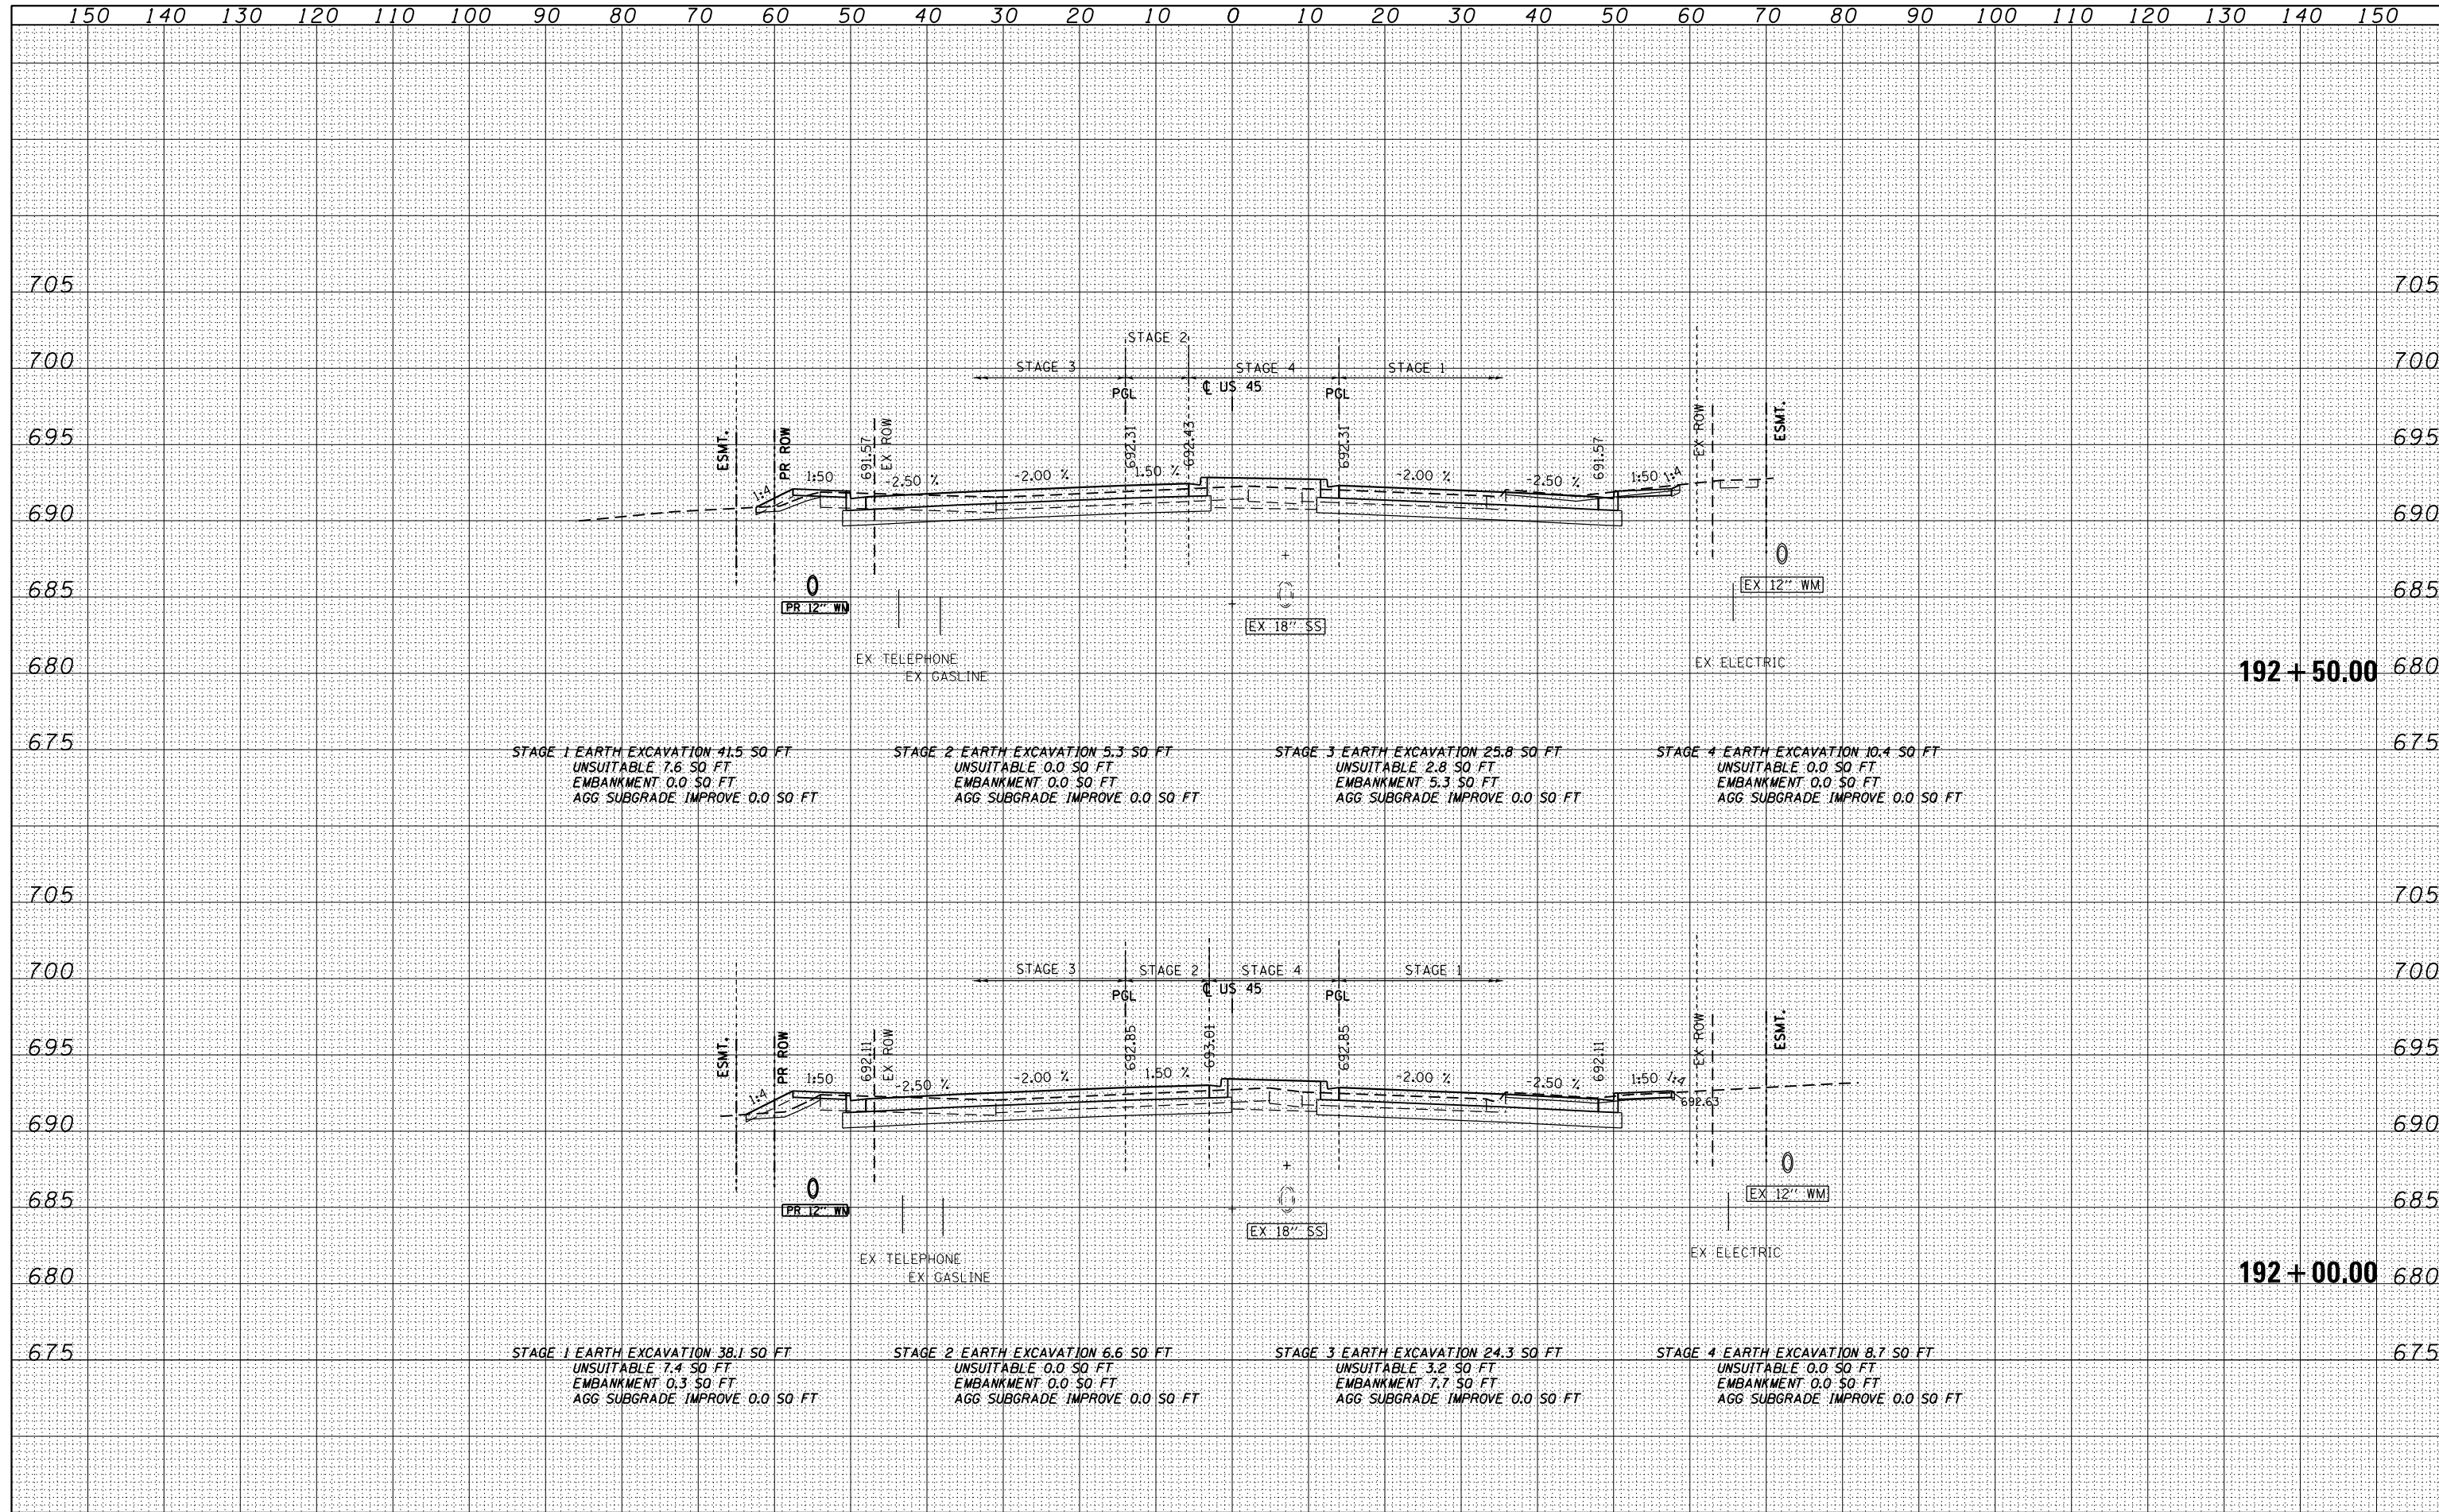 150 140 130 120 110 100 90 80 70 60 50 40 30 20 10 0 10 20 30 40 50 60 70 80 90 100 110 120 130 140 150
705 705
STAGE 2
700 700
STAGE 3 STAGE 4 STAGE 1
℄ US 45
PGL PGL
695 695
ESMT. PR ROW 691.57 EX ROW 692.31 692.43 692.31 691.57 EX ROW ESMT.
1:4 1:50 -2.50 % -2.00 % 1.50 % -2.00 % -2.50 % 1:50 1:4
690 690
685 685
PR 12" WM EX 18" SS EX 12" WM
EX TELEPHONE EX ELECTRIC
EX GASLINE
680 192+50.00 680
675 675
STAGE 1 EARTH EXCAVATION 41.5 SQ FT STAGE 2 EARTH EXCAVATION 5.3 SQ FT STAGE 3 EARTH EXCAVATION 25.8 SQ FT STAGE 4 EARTH EXCAVATION 10.4 SQ FT
UNSUITABLE 7.6 SQ FT UNSUITABLE 0.0 SQ FT UNSUITABLE 2.8 SQ FT UNSUITABLE 0.0 SQ FT
EMBANKMENT 0.0 SQ FT EMBANKMENT 0.0 SQ FT EMBANKMENT 5.3 SQ FT EMBANKMENT 0.0 SQ FT
AGG SUBGRADE IMPROVE 0.0 SQ FT AGG SUBGRADE IMPROVE 0.0 SQ FT AGG SUBGRADE IMPROVE 0.0 SQ FT AGG SUBGRADE IMPROVE 0.0 SQ FT
705 705
700 700
STAGE 3 STAGE 2 STAGE 4 STAGE 1
℄ US 45
PGL PGL
695 695
ESMT. PR ROW 692.11 EX ROW 692.85 693.01 692.85 692.11 EX ROW ESMT.
1:4 1:50 -2.50 % -2.00 % 1.50 % -2.00 % -2.50 % 1:50 1:4
692.63
690 690
685 685
PR 12" WM EX 18" SS EX 12" WM
EX TELEPHONE EX ELECTRIC
EX GASLINE
680 192+00.00 680
675 675
STAGE 1 EARTH EXCAVATION 38.1 SQ FT STAGE 2 EARTH EXCAVATION 6.6 SQ FT STAGE 3 EARTH EXCAVATION 24.3 SQ FT STAGE 4 EARTH EXCAVATION 8.7 SQ FT
UNSUITABLE 7.4 SQ FT UNSUITABLE 0.0 SQ FT UNSUITABLE 3.2 SQ FT UNSUITABLE 0.0 SQ FT
EMBANKMENT 0.3 SQ FT EMBANKMENT 0.0 SQ FT EMBANKMENT 7.7 SQ FT EMBANKMENT 0.0 SQ FT
AGG SUBGRADE IMPROVE 0.0 SQ FT AGG SUBGRADE IMPROVE 0.0 SQ FT AGG SUBGRADE IMPROVE 0.0 SQ FT AGG SUBGRADE IMPROVE 0.0 SQ FT